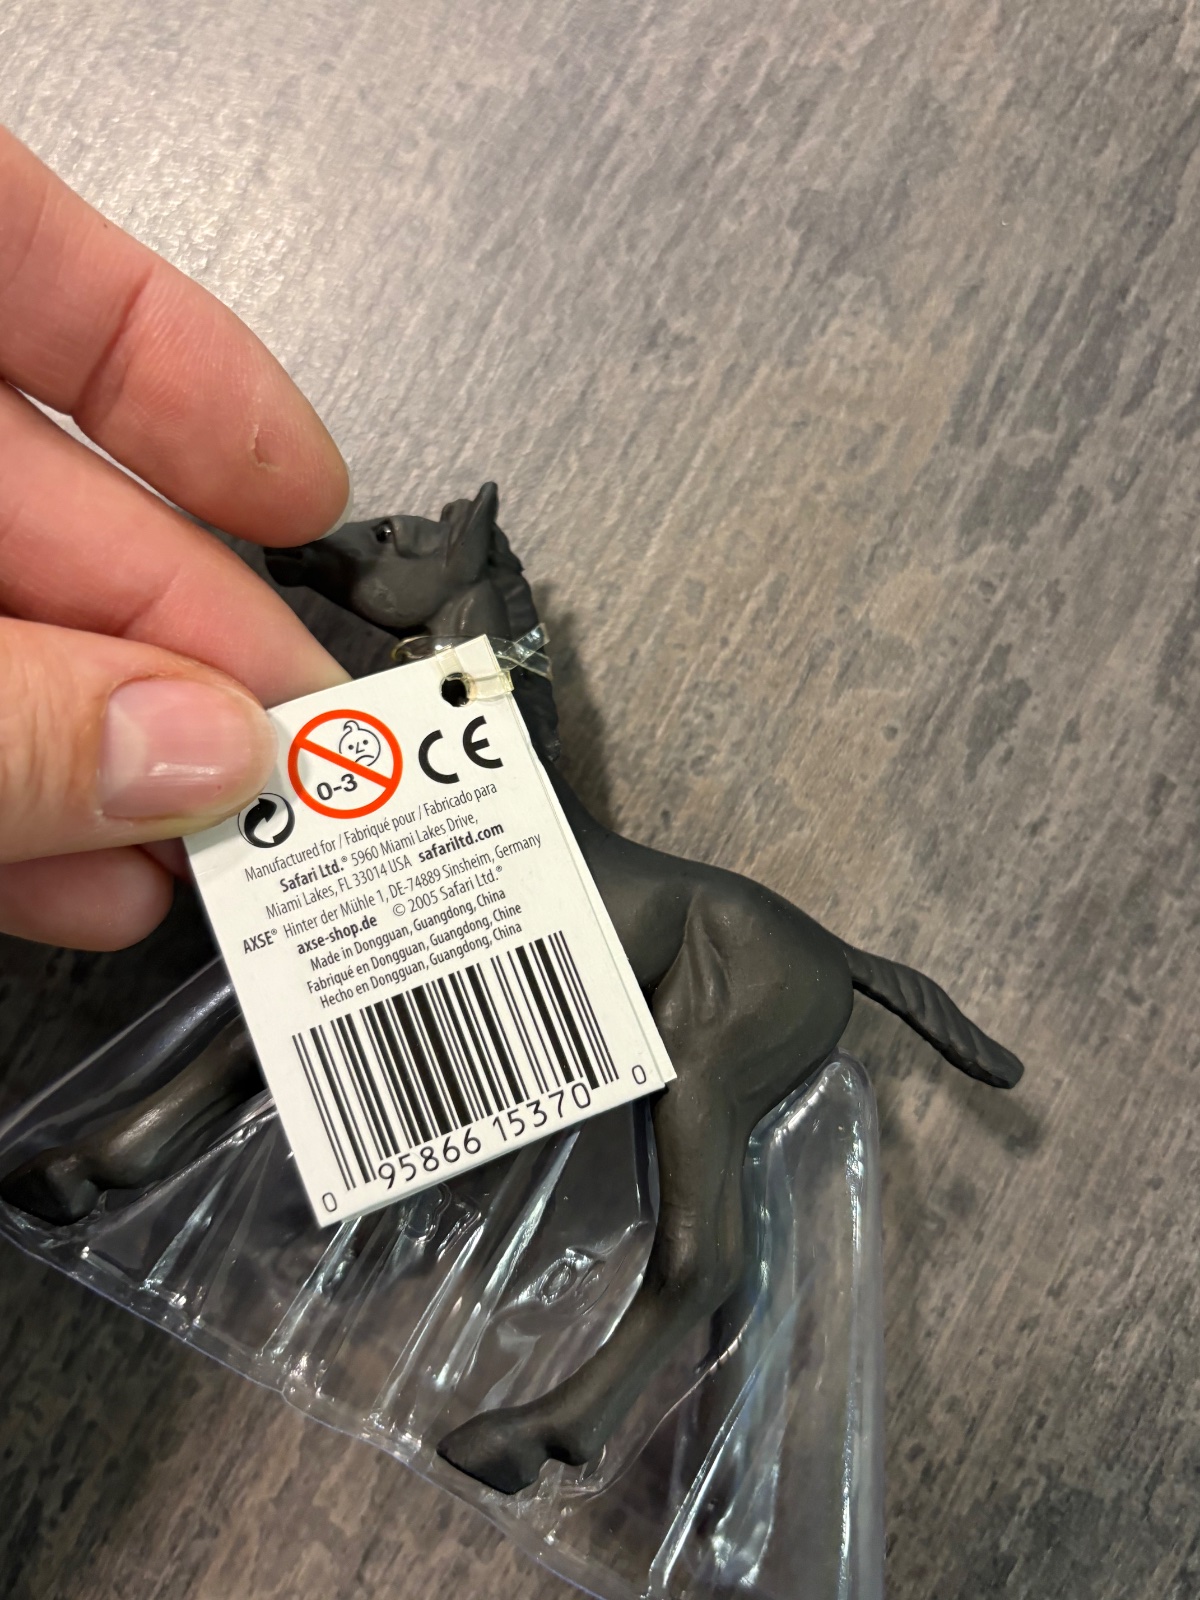 0-3
CE
Manufactured for / Fabriqué pour / Fabricado para
Safari Ltd.® 5960 Miami Lakes Drive,
Miami Lakes, FL 33014 USA safariltd.com
AXSE® Hinter der Mühle 1, DE-74889 Sinsheim, Germany
axse-shop.de © 2005 Safari Ltd.®
Made in Dongguan, Guangdong, China
Fabriqué en Dongguan, Guangdong, Chine
Hecho en Dongguan, Guangdong, China
0 95866 15370 0